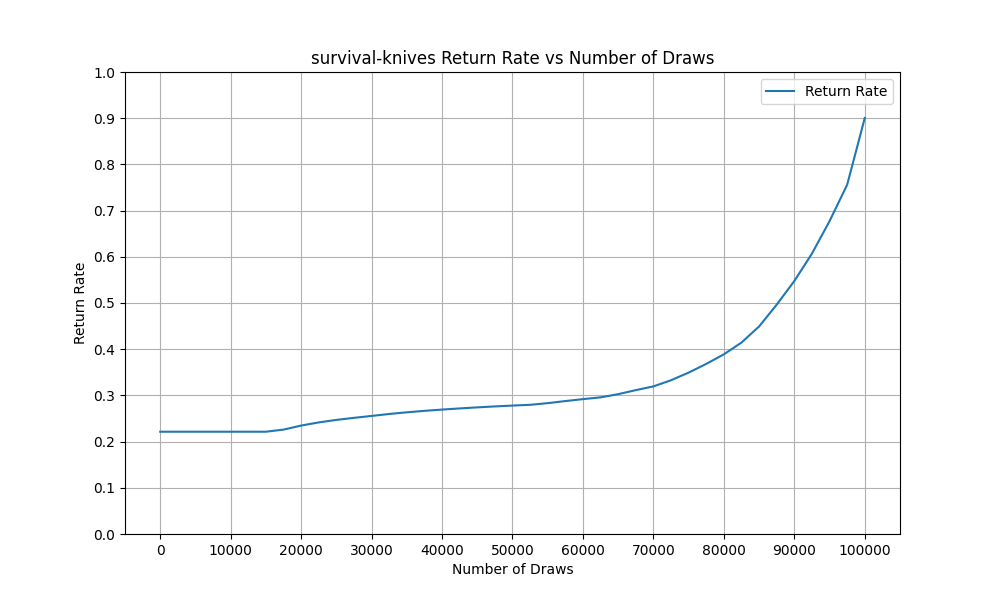 survival-knives Return Rate vs Number of Draws
Return Rate
1.0
0.9
0.8
0.7
0.6
0.5
0.4
0.3
0.2
0.1
0.0
Return Rate
0 10000 20000 30000 40000 50000 60000 70000 80000 90000 100000
Number of Draws